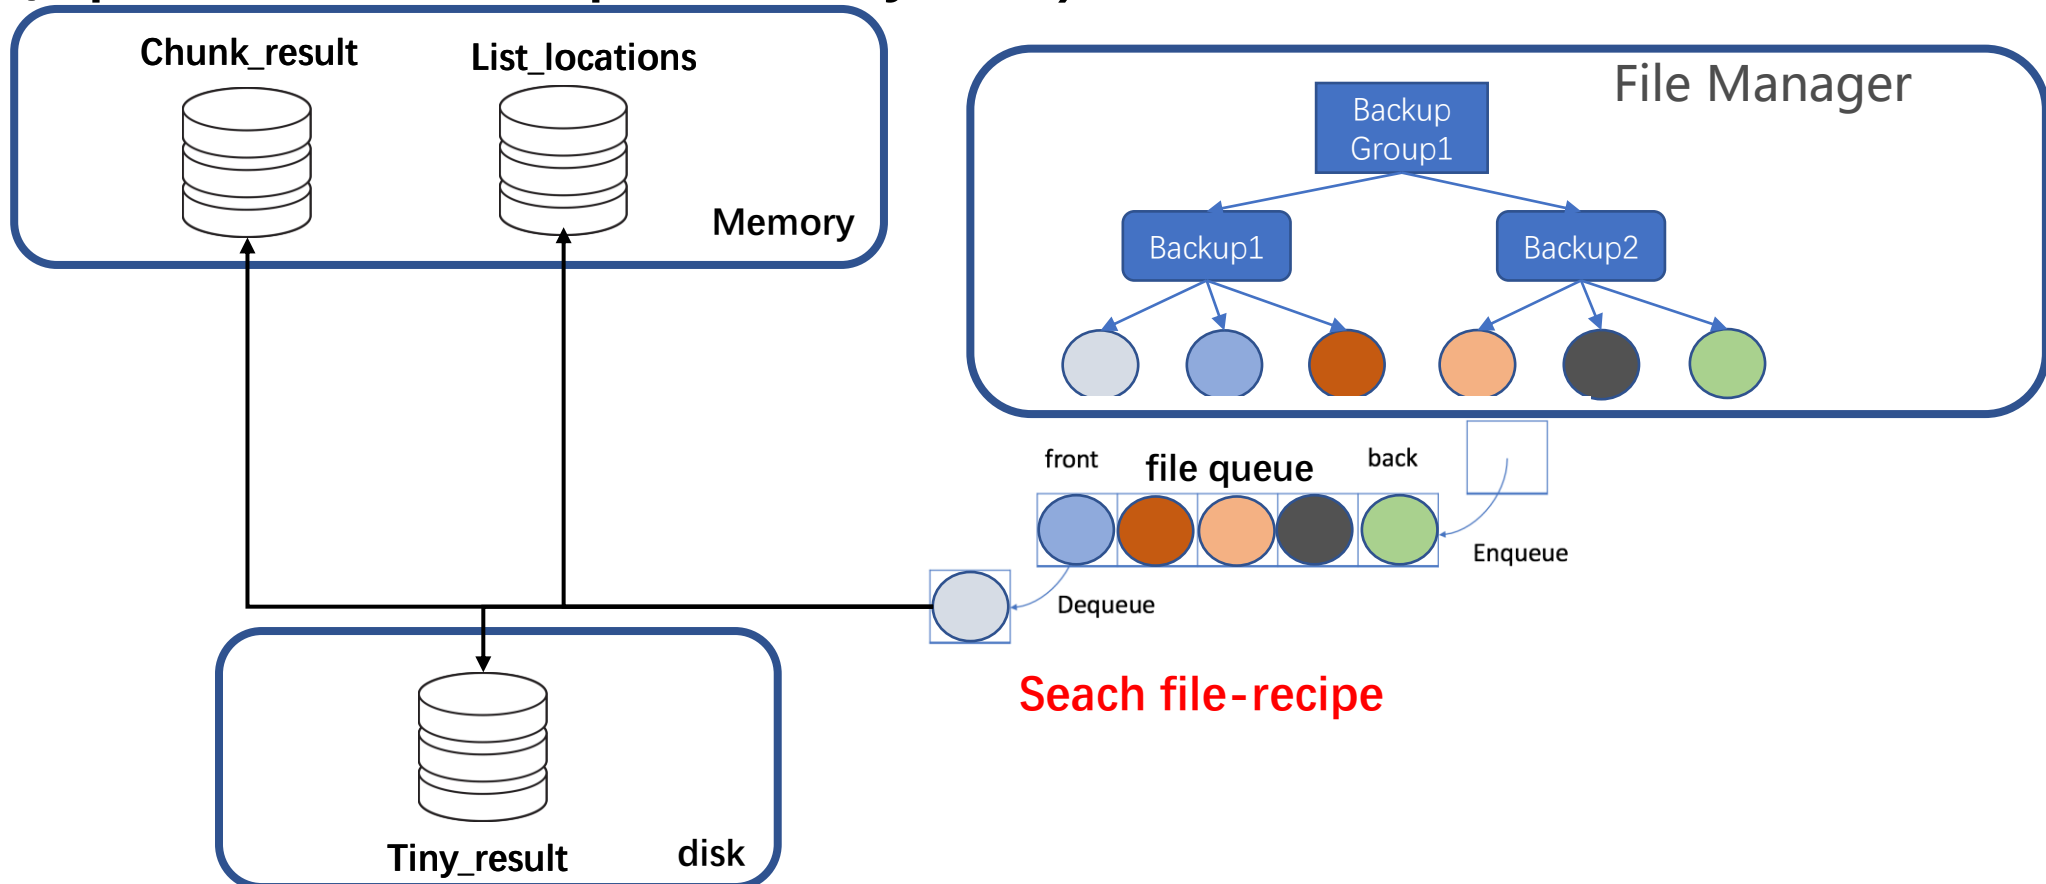 Chunk_result
List_locations
Memory
File Manager
Backup
Group1
Backup1
Backup2
front
file queue
back
Enqueue
Dequeue
Seach file-recipe
Tiny_result
disk